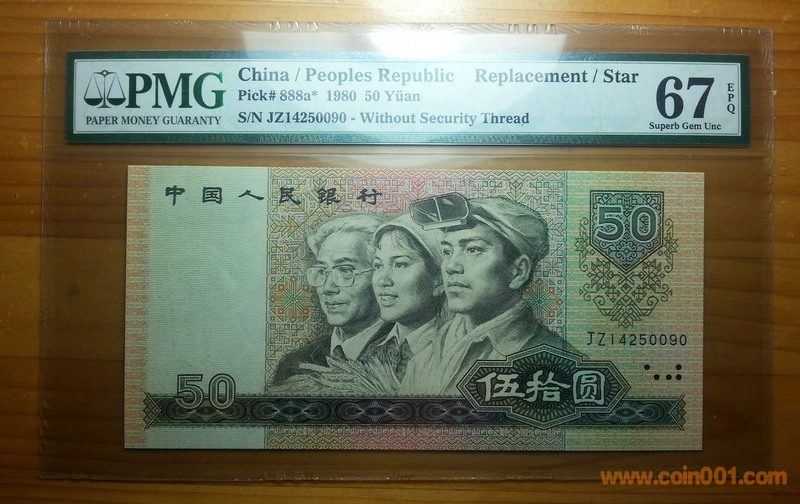 PMG
PAPER MONEY GUARANTY
China / Peoples Republic Replacement / Star
Pick# 888a* 1980 50 Yüan
S/N JZ14250090 - Without Security Thread
67
EPQ
Superb Gem Unc
中国人民银行
50
JZ14250090
50
伍拾圆
www.coin001.com